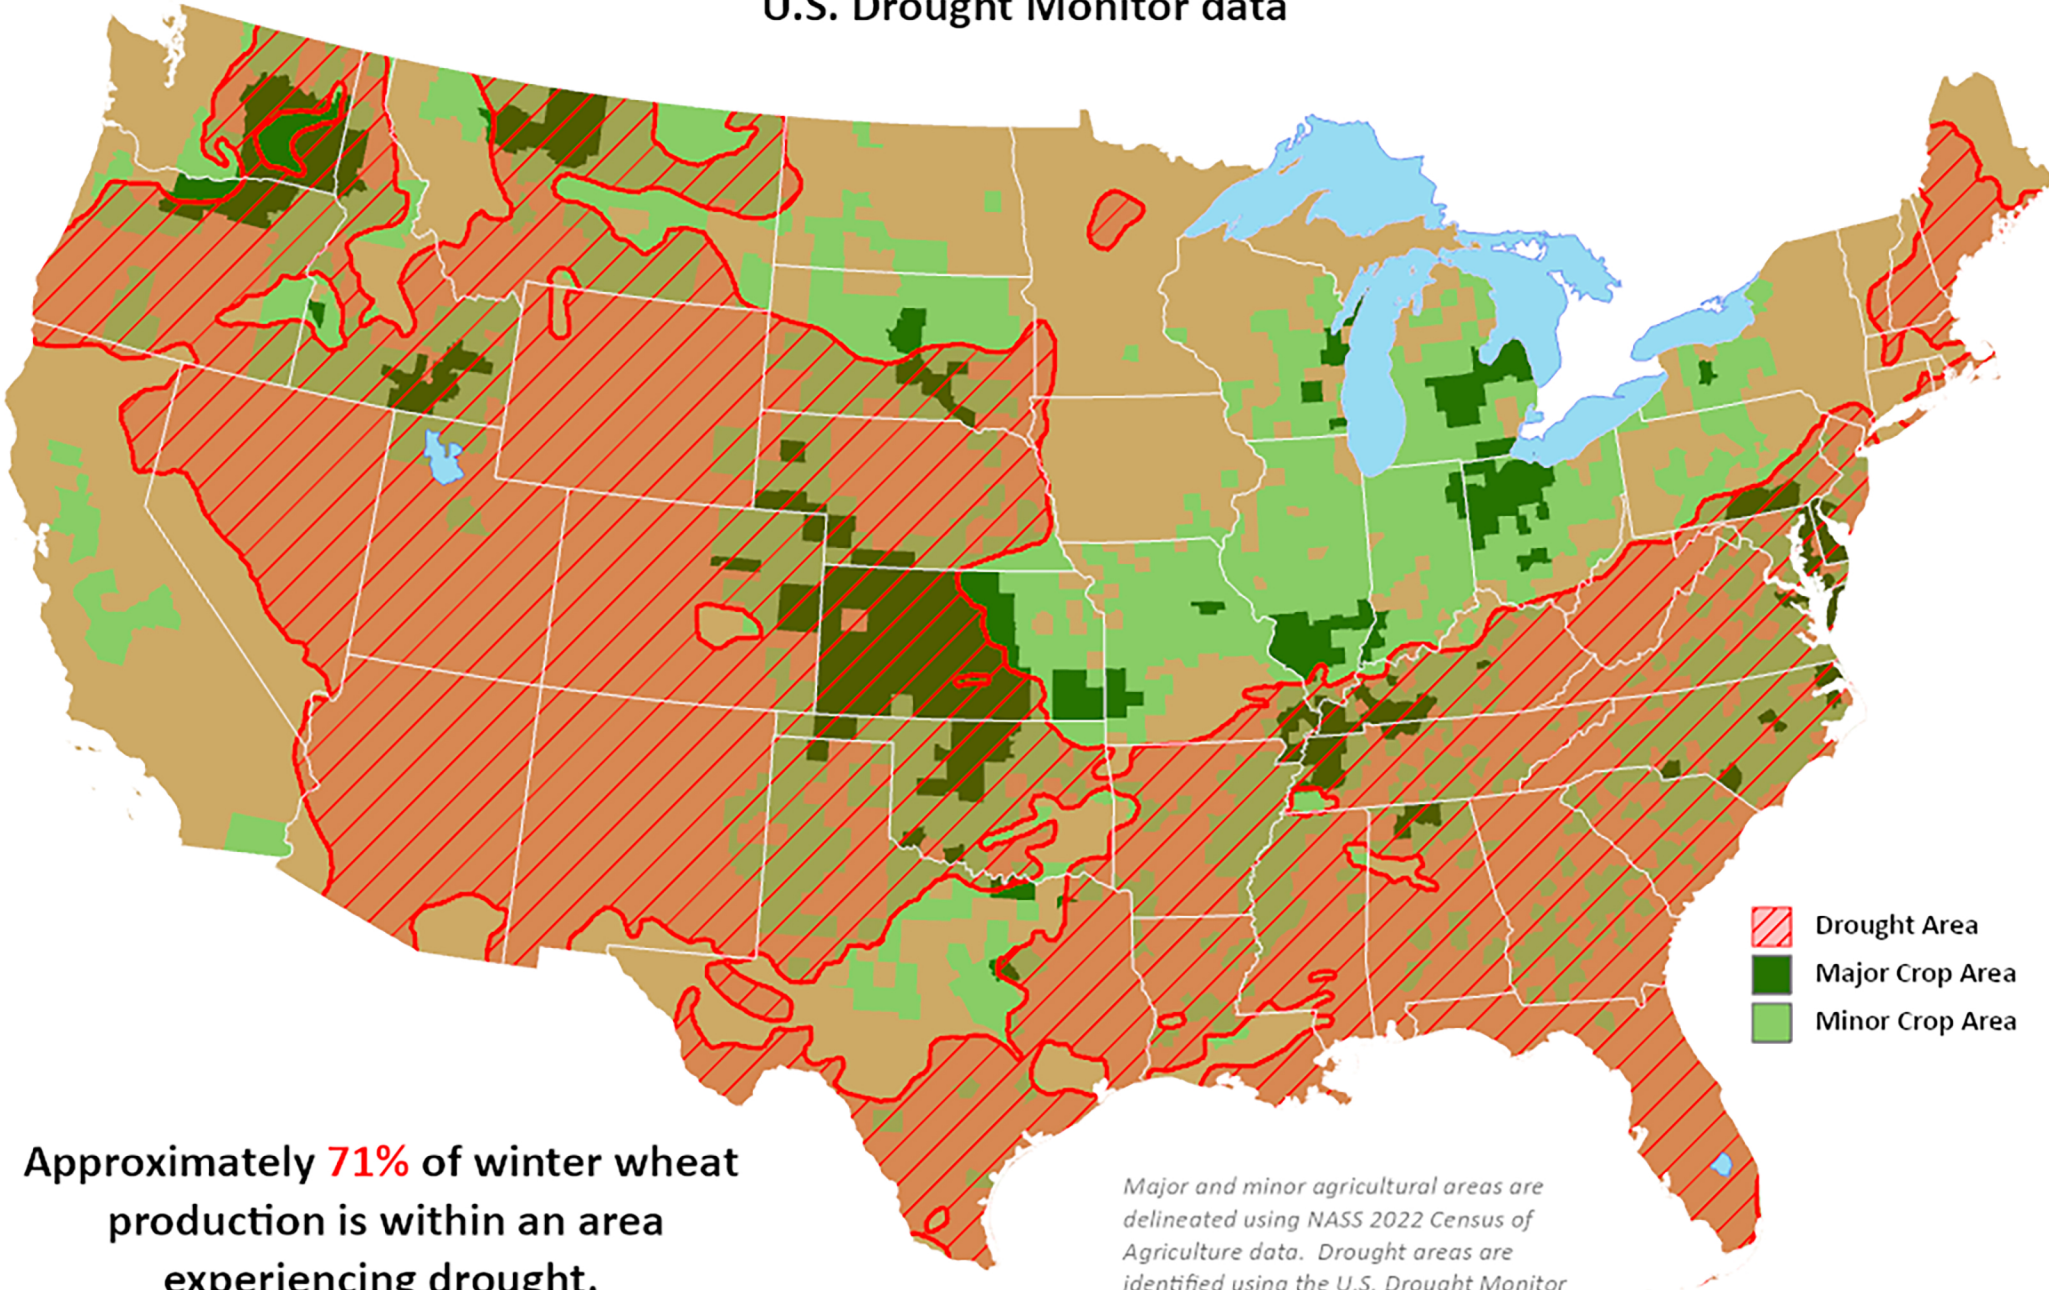 U.S. Drought Monitor data
Drought Area
Major Crop Area
Minor Crop Area
Approximately 71% of winter wheat
production is within an area
experiencing drought.
Major and minor agricultural areas are
delineated using NASS 2022 Census of
Agriculture data. Drought areas are
identified using the U.S. Drought Monitor